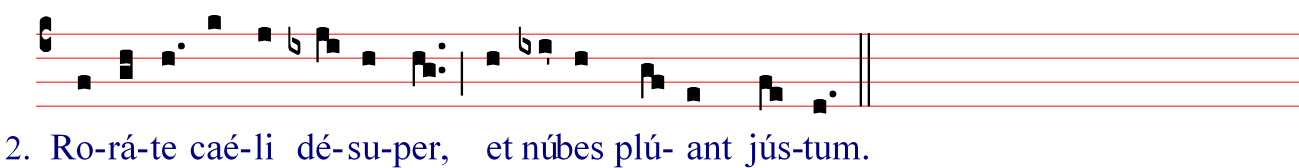 2. Ro-rá-te caé-li dé-su-per, et núbes plú- ant jús-tum.